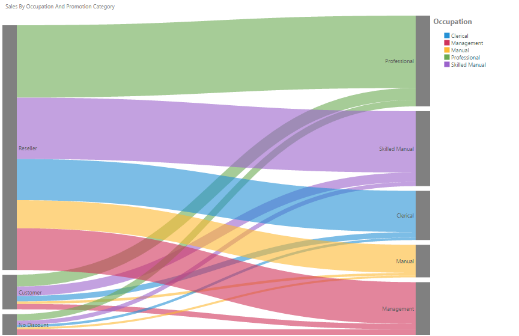 Sales By Occupation And Promotion Category
Occupation
Clerical
Management
Manual
Professional
Skilled Manual
Professional
Reseller
Skilled Manual
Clerical
Manual
Customer
Management
No Discount